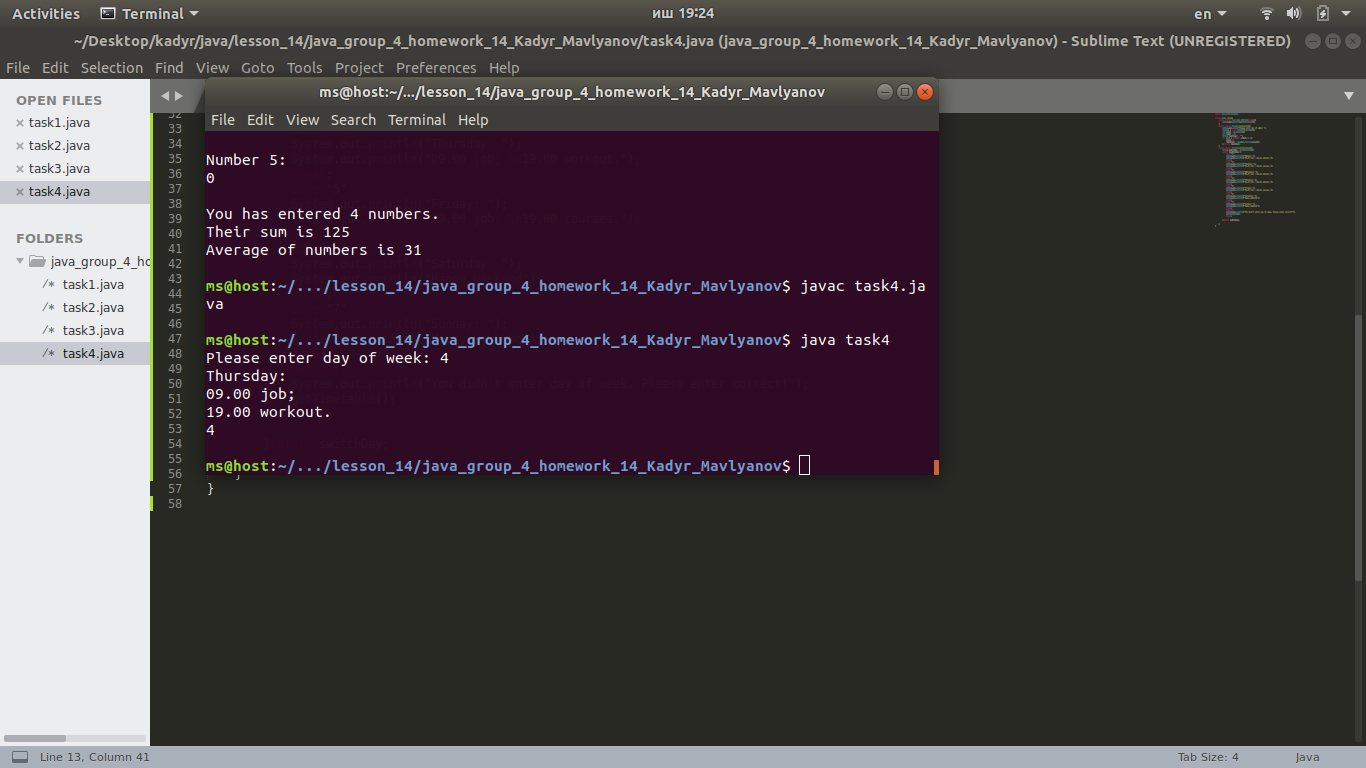 Activities Terminal иш 19:24 en
~/Desktop/kadyr/java/lesson_14/java_group_4_homework_14_Kadyr_Mavlyanov/task4.java (java_group_4_homework_14_Kadyr_Mavlyanov) - Sublime Text (UNREGISTERED)
File Edit Selection Find View Goto Tools Project Preferences Help
OPEN FILES
task1.java
task2.java
task3.java
task4.java
FOLDERS
java_group_4_hc
/* task1.java
/* task2.java
/* task3.java
/* task4.java
32
33
34
35
36
37
38
39
40
41
42
43
44
45
46
47
48
49
50
51
52
53
54
55
56
57 }
58
ms@host:~/.../lesson_14/java_group_4_homework_14_Kadyr_Mavlyanov
File Edit View Search Terminal Help
Number 5:
0
You has entered 4 numbers.
Their sum is 125
Average of numbers is 31
ms@host:~/.../lesson_14/java_group_4_homework_14_Kadyr_Mavlyanov$ javac task4.ja
va
ms@host:~/.../lesson_14/java_group_4_homework_14_Kadyr_Mavlyanov$ java task4
Please enter day of week: 4
Thursday:
09.00 job;
19.00 workout.
4
ms@host:~/.../lesson_14/java_group_4_homework_14_Kadyr_Mavlyanov$
Line 13, Column 41 Tab Size: 4 Java